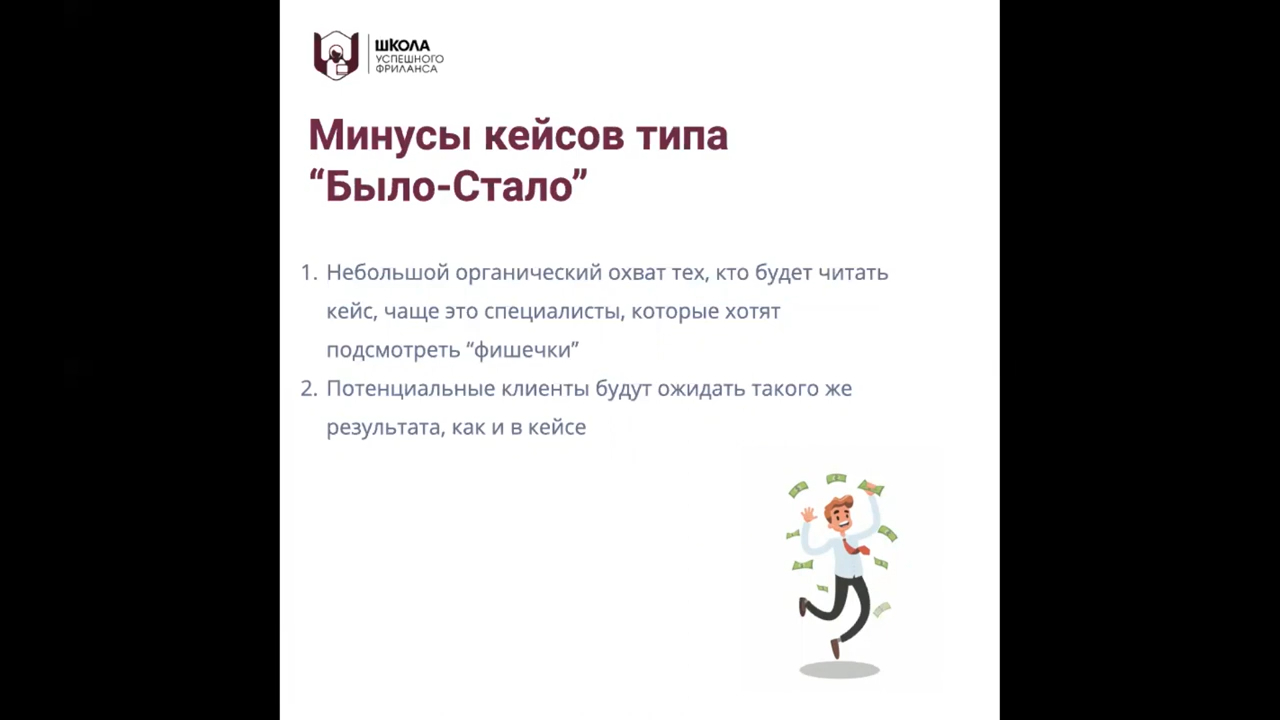 ШКОЛА
УСПЕШНОГО
ФРИЛАНСА
Минусы кейсов типа
“Было-Стало”
1. Небольшой органический охват тех, кто будет читать
кейс, чаще это специалисты, которые хотят
подсмотреть “фишечки”
2. Потенциальные клиенты будут ожидать такого же
результата, как и в кейсе